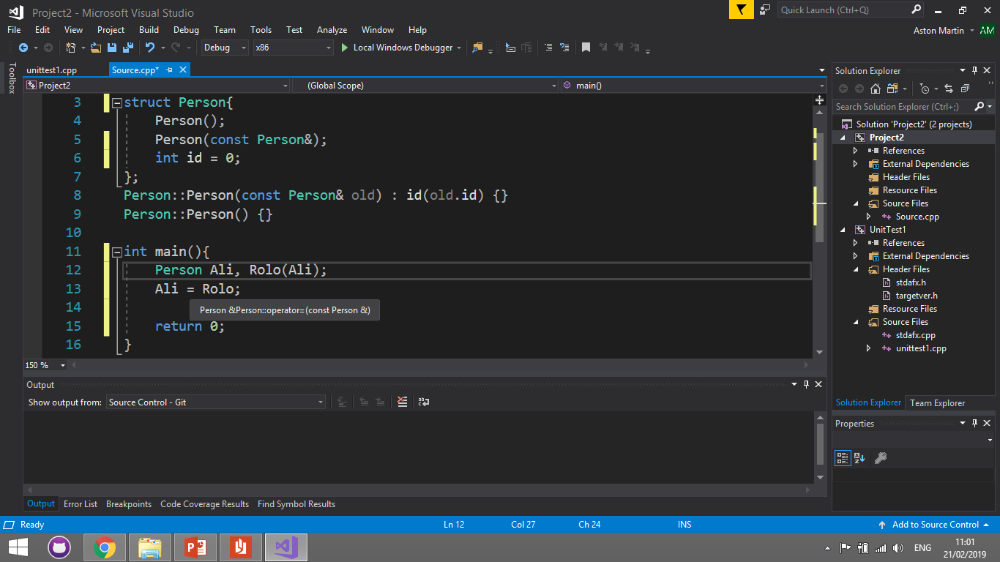 Project2 - Microsoft Visual Studio
Quick Launch (Ctrl+Q)
File Edit View Project Build Debug Team Tools Test Analyze Window Help
Aston Martin AM
Debug x86 Local Windows Debugger
Toolbox
unittest1.cpp Source.cpp*
Project2 (Global Scope) main()
3 struct Person{
4 Person();
5 Person(const Person&);
6 int id = 0;
7 };
8 Person::Person(const Person& old) : id(old.id) {}
9 Person::Person() {}
10
11 int main(){
12 Person Ali, Rolo(Ali);
13 Ali = Rolo;
14
Person &Person::operator=(const Person &)
15 return 0;
16 }
150 %
Output
Show output from: Source Control - Git
Output Error List Breakpoints Code Coverage Results Find Symbol Results
Solution Explorer
Search Solution Explorer (Ctrl+;)
Solution 'Project2' (2 projects)
Project2
References
External Dependencies
Header Files
Resource Files
Source Files
Source.cpp
UnitTest1
References
External Dependencies
Header Files
stdafx.h
targetver.h
Resource Files
Source Files
stdafx.cpp
unittest1.cpp
Solution Explorer Team Explorer
Properties
Ready Ln 12 Col 27 Ch 24 INS Add to Source Control
ENG
11:01
21/02/2019